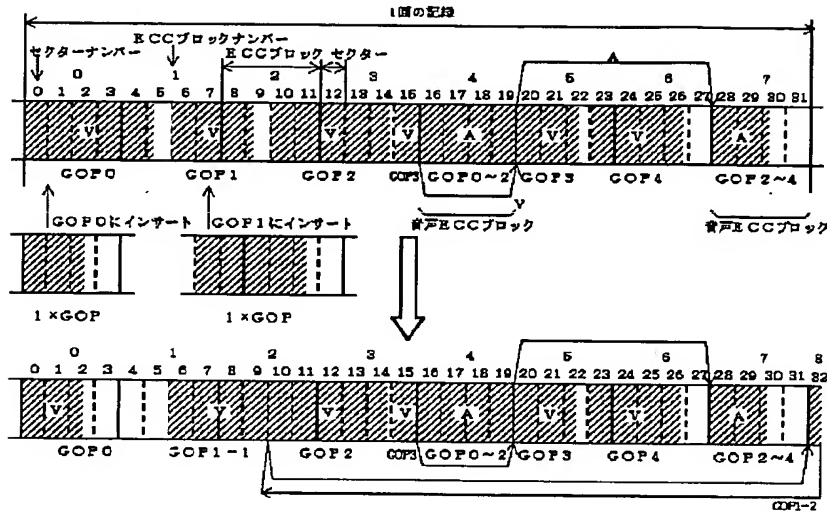 1回の記録
ECCブロックナンバー
セクターナンバー
ECCブロック
セクター
A
0 1 2 3 4 5 6 7
0 1 2 3 4 5 6 7 8 9 10 11 12 13 14 15 16 17 18 19 20 21 22 23 24 25 26 27 28 29 30 31
V V V V A V V A
GOP0 GOP1 GOP2 GOP3 GOP0~2 GOP3 GOP4 GOP2~4
V
GOP0にインサート
GOP1にインサート
音声ECCブロック
音声ECCブロック
1×GOP
1×GOP
0 1 2 3 4 5 6 7 8
0 1 2 3 4 5 6 7 8 9 10 11 12 13 14 15 16 17 18 19 20 21 22 23 24 25 26 27 28 29 30 31 32
V V V V A V V A
GOP0 GOP1-1 GOP2 GOP3 GOP0~2 GOP3 GOP4 GOP2~4
GOP1-2